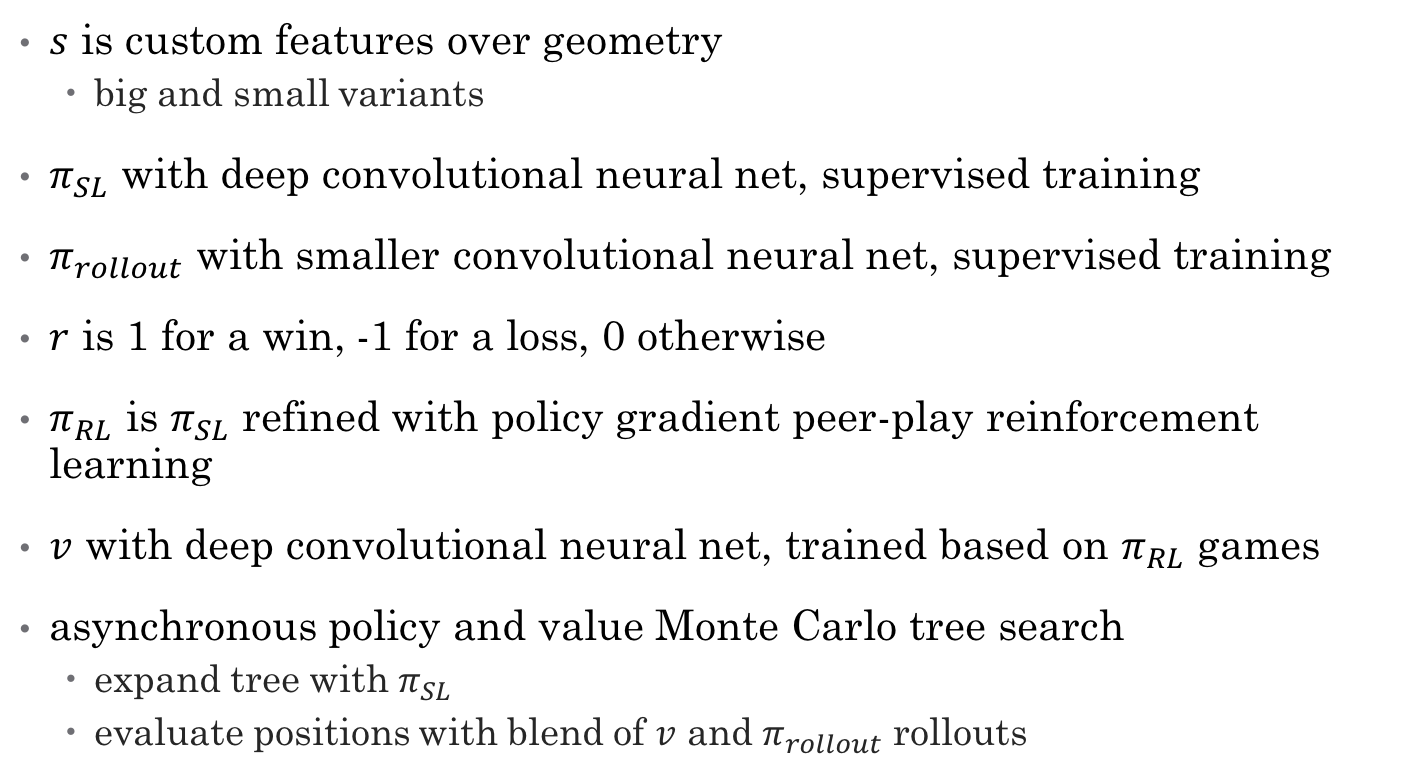 • s is custom features over geometry
• big and small variants
• π_SL with deep convolutional neural net, supervised training
• π_rollout with smaller convolutional neural net, supervised training
• r is 1 for a win, -1 for a loss, 0 otherwise
• π_RL is π_SL refined with policy gradient peer-play reinforcement
learning
• v with deep convolutional neural net, trained based on π_RL games
• asynchronous policy and value Monte Carlo tree search
• expand tree with π_SL
• evaluate positions with blend of v and π_rollout rollouts